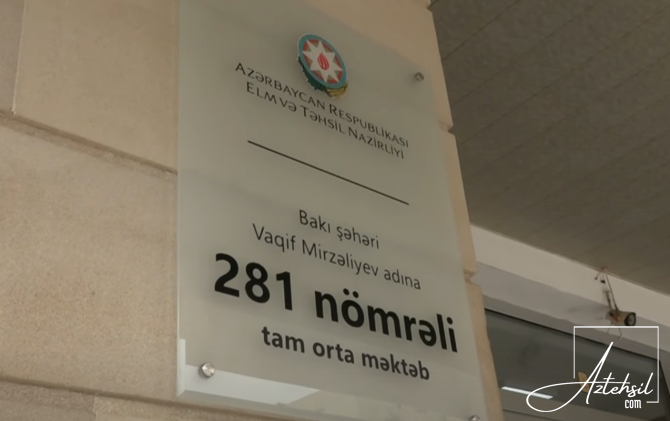 AZƏRBAYCAN RESPUBLİKASI
ELM VƏ TƏHSİL NAZİRLİYİ
Bakı şəhəri
Vaqif Mirzəliyev adına
281 nömrəli
tam orta məktəb
Aztehsil
com